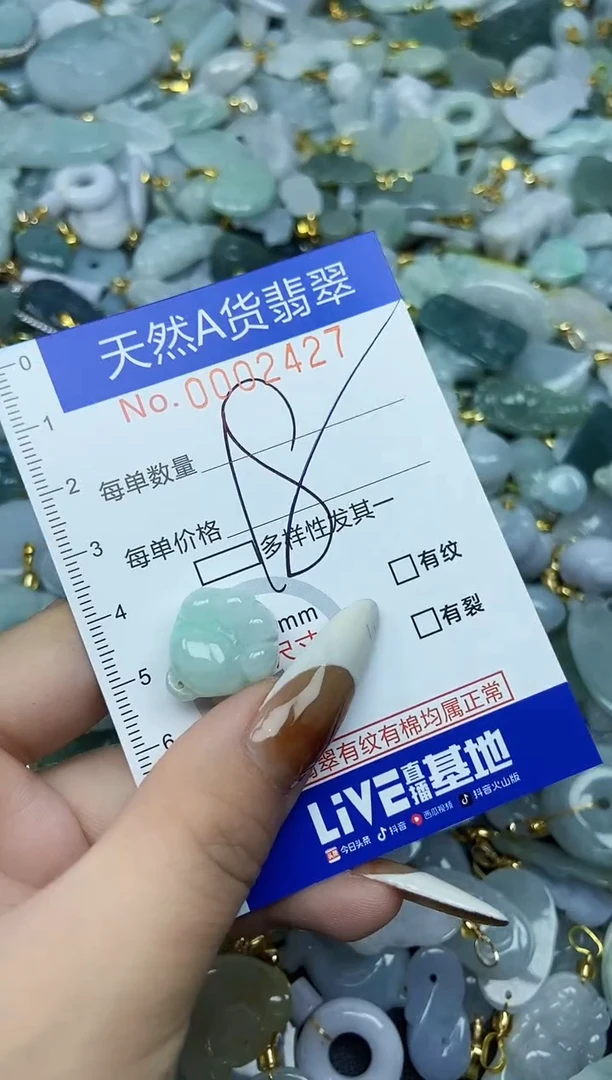 天然A货翡翠
No.0002427
0
1
2
3
4
5
6
每单数量
每单价格
多样性发其一
有纹
有裂
mm
尺寸
翡翠有纹有棉均属正常
LiVE直播基地
今日头条 抖音 西瓜视频 抖音火山版